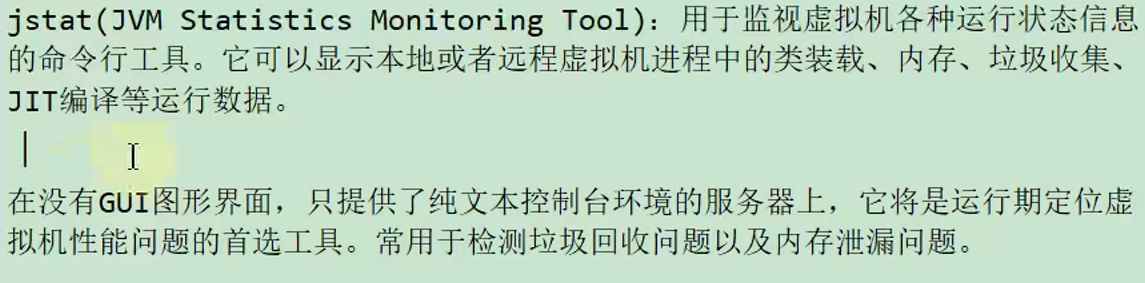 jstat(JVM Statistics Monitoring Tool): 用于监视虚拟机各种运行状态信息
的命令行工具。它可以显示本地或者远程虚拟机进程中的类装载、内存、垃圾收集、
JIT编译等运行数据。
在没有GUI图形界面，只提供了纯文本控制台环境的服务器上，它将是运行期定位虚
拟机性能问题的首选工具。常用于检测垃圾回收问题以及内存泄漏问题。